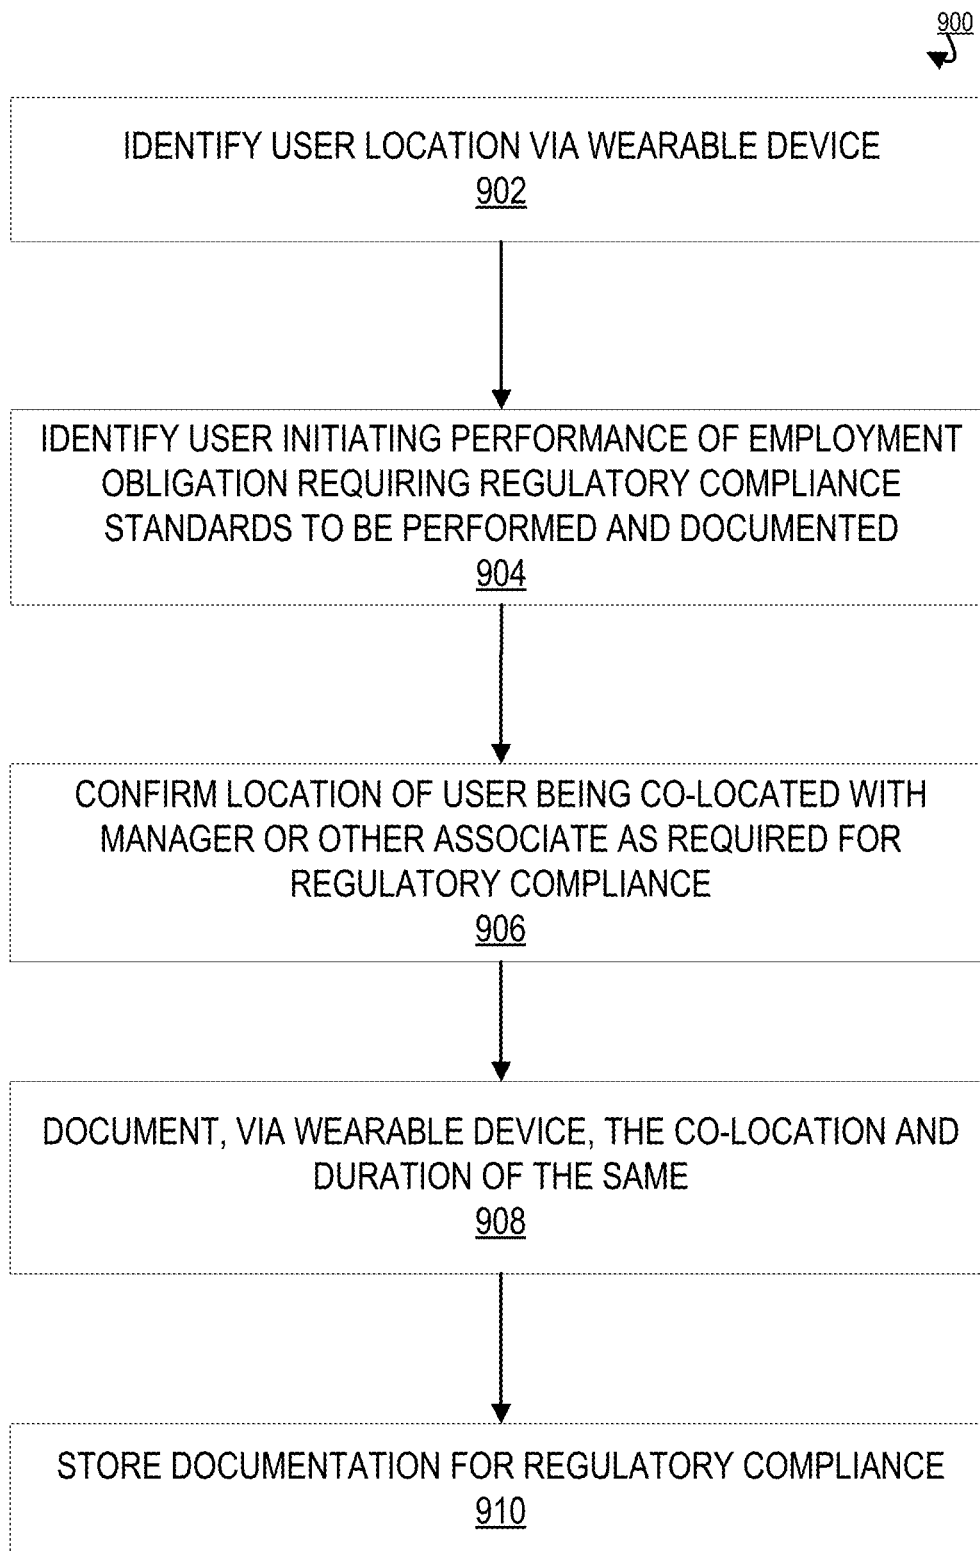 900
IDENTIFY USER LOCATION VIA WEARABLE DEVICE
902
IDENTIFY USER INITIATING PERFORMANCE OF EMPLOYMENT
OBLIGATION REQUIRING REGULATORY COMPLIANCE
STANDARDS TO BE PERFORMED AND DOCUMENTED
904
CONFIRM LOCATION OF USER BEING CO-LOCATED WITH
MANAGER OR OTHER ASSOCIATE AS REQUIRED FOR
REGULATORY COMPLIANCE
906
DOCUMENT, VIA WEARABLE DEVICE, THE CO-LOCATION AND
DURATION OF THE SAME
908
STORE DOCUMENTATION FOR REGULATORY COMPLIANCE
910